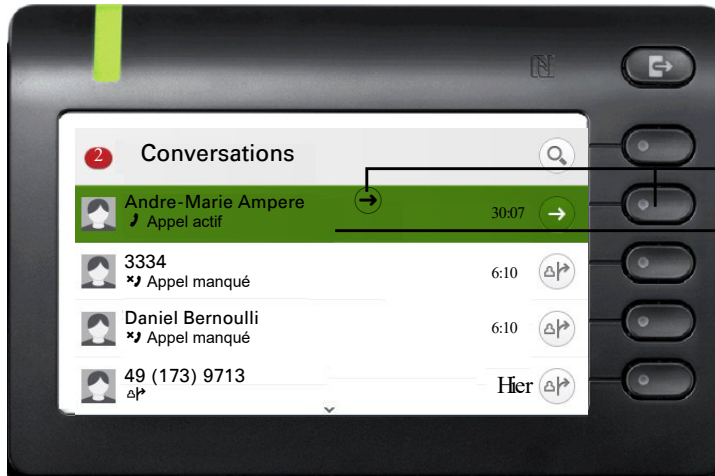 2 Conversations
Andre-Marie Ampere
Appel actif 30:07
3334
Appel manqué 6:10
Daniel Bernoulli
Appel manqué 6:10
49 (173) 9713
Hier